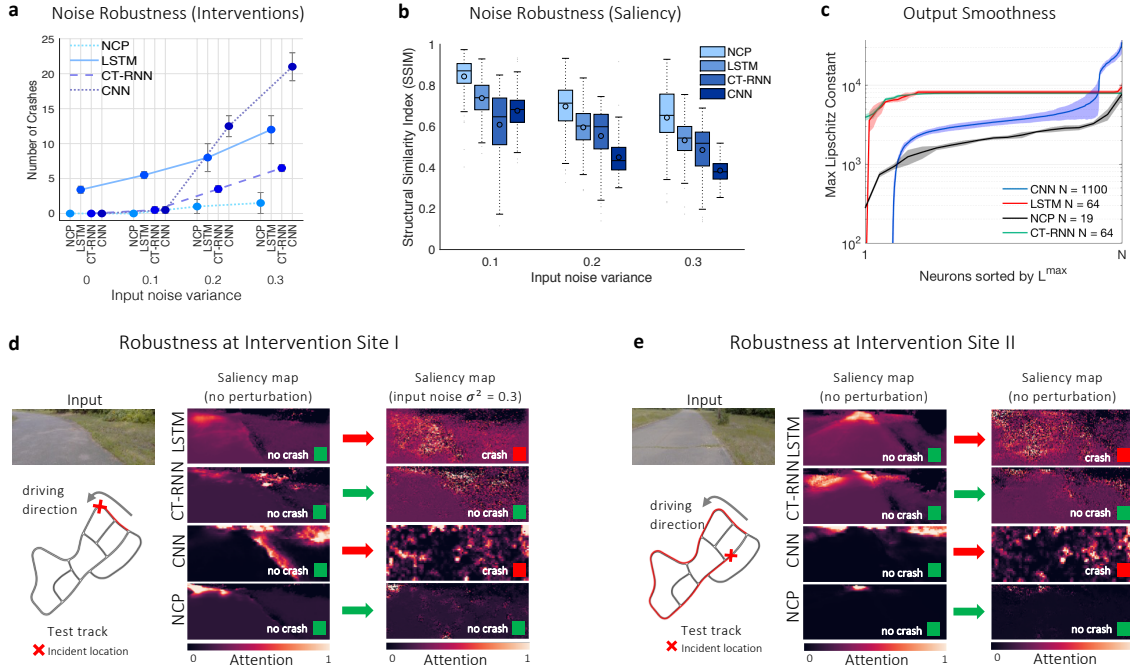 a Noise Robustness (Interventions)
Number of Crashes
25
20
15
10
5
0
NCP
LSTM
CT-RNN
CNN
NCP
LSTM
CT-RNN
CNN
NCP
LSTM
CT-RNN
CNN
NCP
LSTM
CT-RNN
CNN
NCP
LSTM
CT-RNN
CNN
0 0.1 0.2 0.3
Input noise variance
b Noise Robustness (Saliency)
Structural Similarity Index (SSIM)
1
0.8
0.6
0.4
0.2
0
NCP
LSTM
CT-RNN
CNN
0.1 0.2 0.3
Input noise variance
c Output Smoothness
Max Lipschitz Constant
10^4
10^3
10^2
CNN N = 1100
LSTM N = 64
NCP N = 19
CT-RNN N = 64
1 N
Neurons sorted by L^max
d Robustness at Intervention Site I
Input
Saliency map
(no perturbation)
Saliency map
(input noise σ² = 0.3)
LSTM
no crash
crash
driving
direction
CT-RNN
no crash
no crash
CNN
no crash
crash
NCP
no crash
no crash
Test track
Incident location
0 Attention 1
0 Attention 1
e Robustness at Intervention Site II
Input
Saliency map
(no perturbation)
Saliency map
(no perturbation)
LSTM
no crash
crash
driving
direction
CT-RNN
no crash
no crash
CNN
no crash
crash
NCP
no crash
no crash
Test track
Incident location
0 Attention 1
0 Attention 1